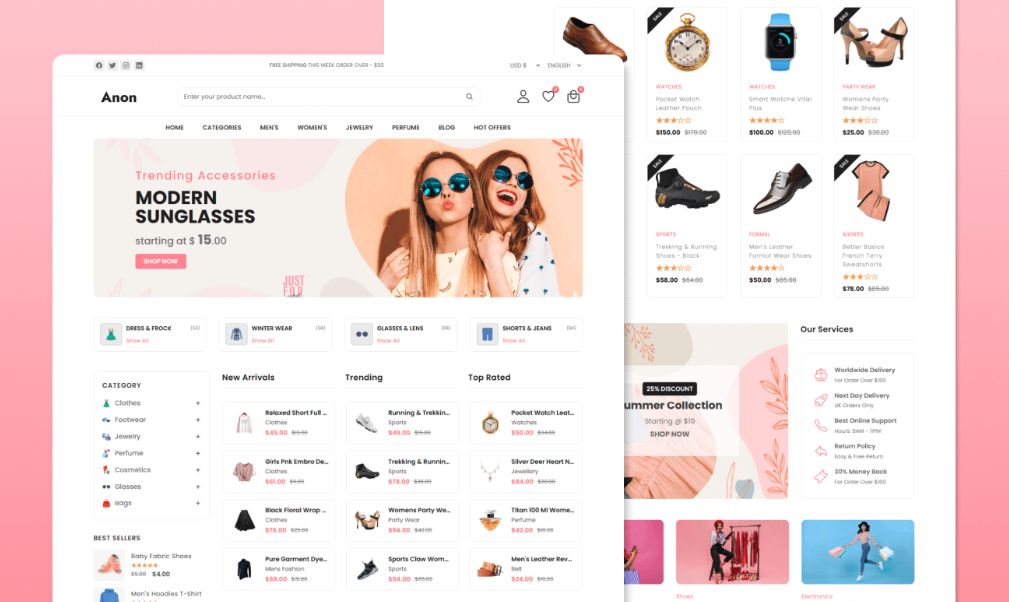 FREE SHIPPING THIS WEEK ORDER OVER - $55
USD $
ENGLISH
Anon
Enter your product name...
0
0
HOME
CATEGORIES
MEN'S
WOMEN'S
JEWELRY
PERFUME
BLOG
HOT OFFERS
Trending Accessories
MODERN
SUNGLASSES
starting at $ 15.00
SHOP NOW
JUST
FOR
DRESS & FROCK
(53)
Show All
WINTER WEAR
(58)
Show All
GLASSES & LENS
(68)
Show All
SHORTS & JEANS
(84)
Show All
CATEGORY
Clothes +
Footwear +
Jewelry +
Perfume +
Cosmetics +
Glasses +
Bags +
BEST SELLERS
Baby Fabric Shoes
$5.00 $4.00
Men's Hoodies T-Shirt
New Arrivals
Relaxed Short Full ...
Clothes
$45.00
Girls Pnk Embro De...
Clothes
$61.00
Black Floral Wrap ...
Clothes
$76.00 $25.00
Pure Garment Dye...
Mens Fashion
$68.00 $31.00
Trending
Running & Trekkin...
Sports
$49.00 $15.00
Trekking & Runnin...
Sports
$78.00 $36.00
Womens Party We...
Party Wear
$94.00 $42.00
Sports Claw Wom...
Sports
$54.00 $65.00
Top Rated
Pocket Watch Leat...
Watches
$50.00 $34.00
Silver Deer Heart N...
Jewellery
$84.00 $30.00
Titan 100 Ml Wome...
Perfume
$42.00 $10.00
Men's Leather Rev...
Belt
$24.00 $10.00
SALE
WATCHES
Pocket Watch
Leather Pouch
$150.00 $170.00
WATCHES
Smart Watche Vital
Plus
$100.00 $120.00
SALE
PARTY WEAR
Womens Party
Wear Shoes
$25.00 $30.00
SALE
SPORTS
Trekking & Running
Shoes - Black
$58.00 $64.00
FORMAL
Men's Leather
Formal Wear Shoes
$50.00 $65.00
SALE
SHORTS
Better Basics
French Terry
Sweatshorts
$78.00 $85.00
25% DISCOUNT
ummer Collection
Starting @ $10
SHOP NOW
Our Services
Worldwide Delivery
For Order Over $100
Next Day Delivery
UK Orders Only
Best Online Support
Hours: 8AM - 11PM
Return Policy
Easy & Free Return
30% Money Back
For Order Over $100
Shoes
Electronics